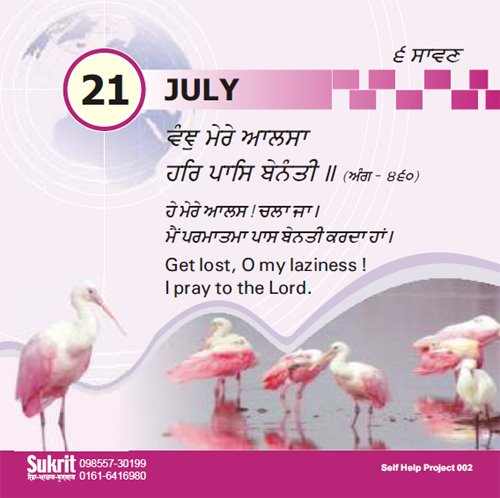 ੬ ਸਾਵਣ
21 JULY
ਵੰਞੁ ਮੇਰੇ ਆਲਸਾ
ਹਰਿ ਪਾਸਿ ਬੇਨੰਤੀ ॥ (ਅੰਗ - ੪੬੦)
ਹੇ ਮੇਰੇ ਆਲਸ ! ਚਲਾ ਜਾ ।
ਮੈਂ ਪਰਮਾਤਮਾ ਪਾਸ ਬੇਨਤੀ ਕਰਦਾ ਹਾਂ ।
Get lost, O my laziness !
I pray to the Lord.
Sukrit 098557-30199
0161-6416980
Self Help Project 002